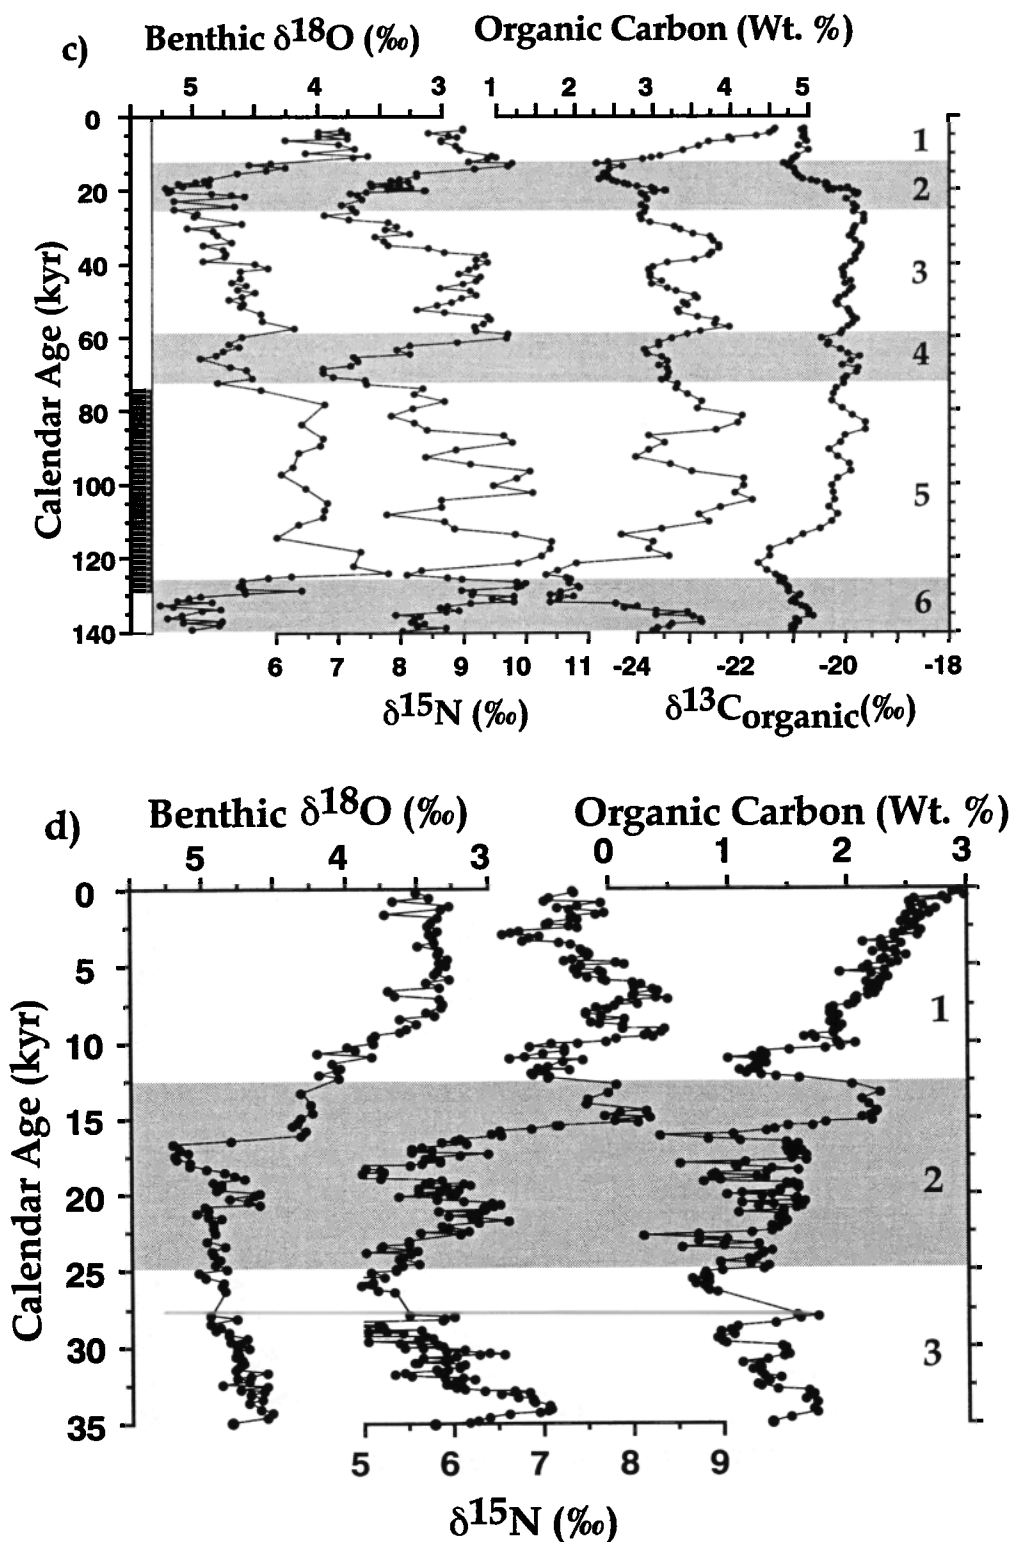 c) Benthic δ18O (‰) Organic Carbon (Wt. %)
5 4 3 1 2 3 4 5
Calendar Age (kyr)
0
20
40
60
80
100
120
140
1
2
3
4
5
6
6 7 8 9 10 11 -24 -22 -20 -18
δ15N (‰) δ13Corganic(‰)
d) Benthic δ18O (‰) Organic Carbon (Wt. %)
5 4 3 0 1 2 3
Calendar Age (kyr)
0
5
10
15
20
25
30
35
1
2
3
5 6 7 8 9
δ15N (‰)